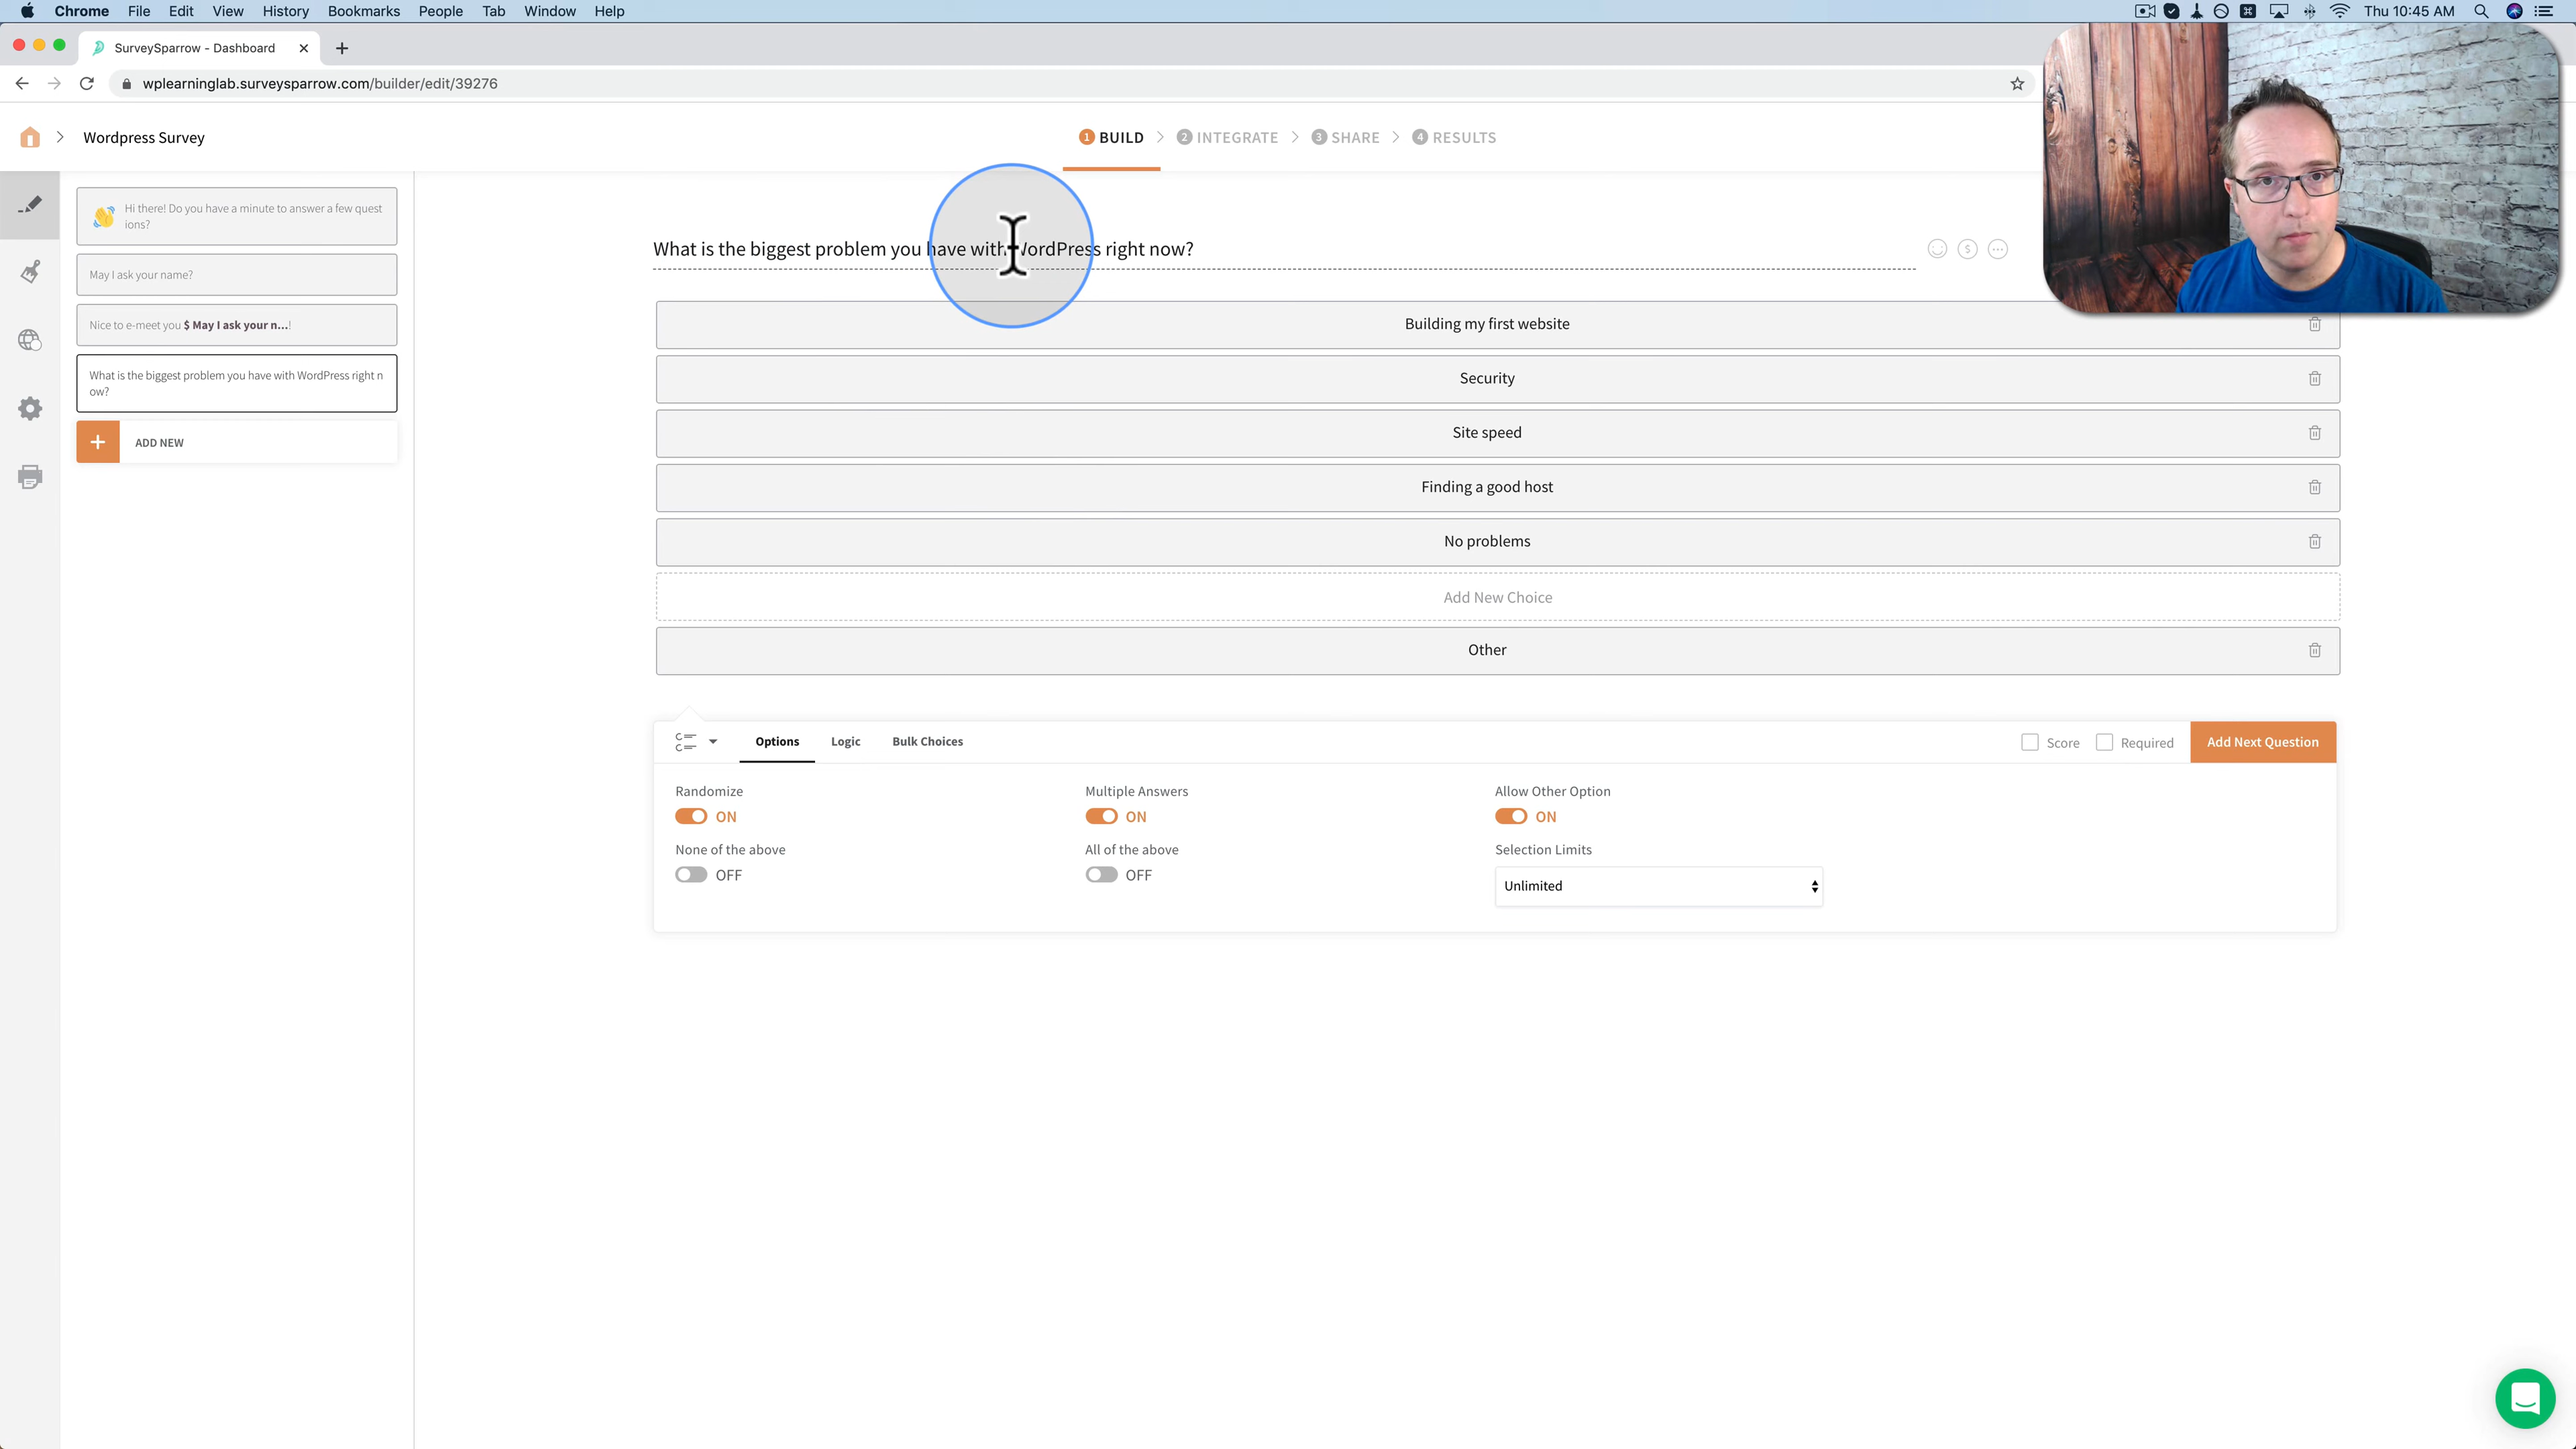 Chrome File Edit View History Bookmarks People Tab Window Help
Thu 10:45 AM
SurveySparrow - Dashboard
wplearninglab.surveysparrow.com/builder/edit/39276
Wordpress Survey
1 BUILD 2 INTEGRATE 3 SHARE 4 RESULTS
Hi there! Do you have a minute to answer a few quest
ions?
May I ask your name?
Nice to e-meet you $ May I ask your n...!
What is the biggest problem you have with WordPress right n
ow?
+ ADD NEW
What is the biggest problem you have with WordPress right now?
$
Building my first website
Security
Site speed
Finding a good host
No problems
Add New Choice
Other
Options Logic Bulk Choices
Score Required Add Next Question
Randomize Multiple Answers Allow Other Option
ON ON ON
None of the above All of the above Selection Limits
OFF OFF
Unlimited